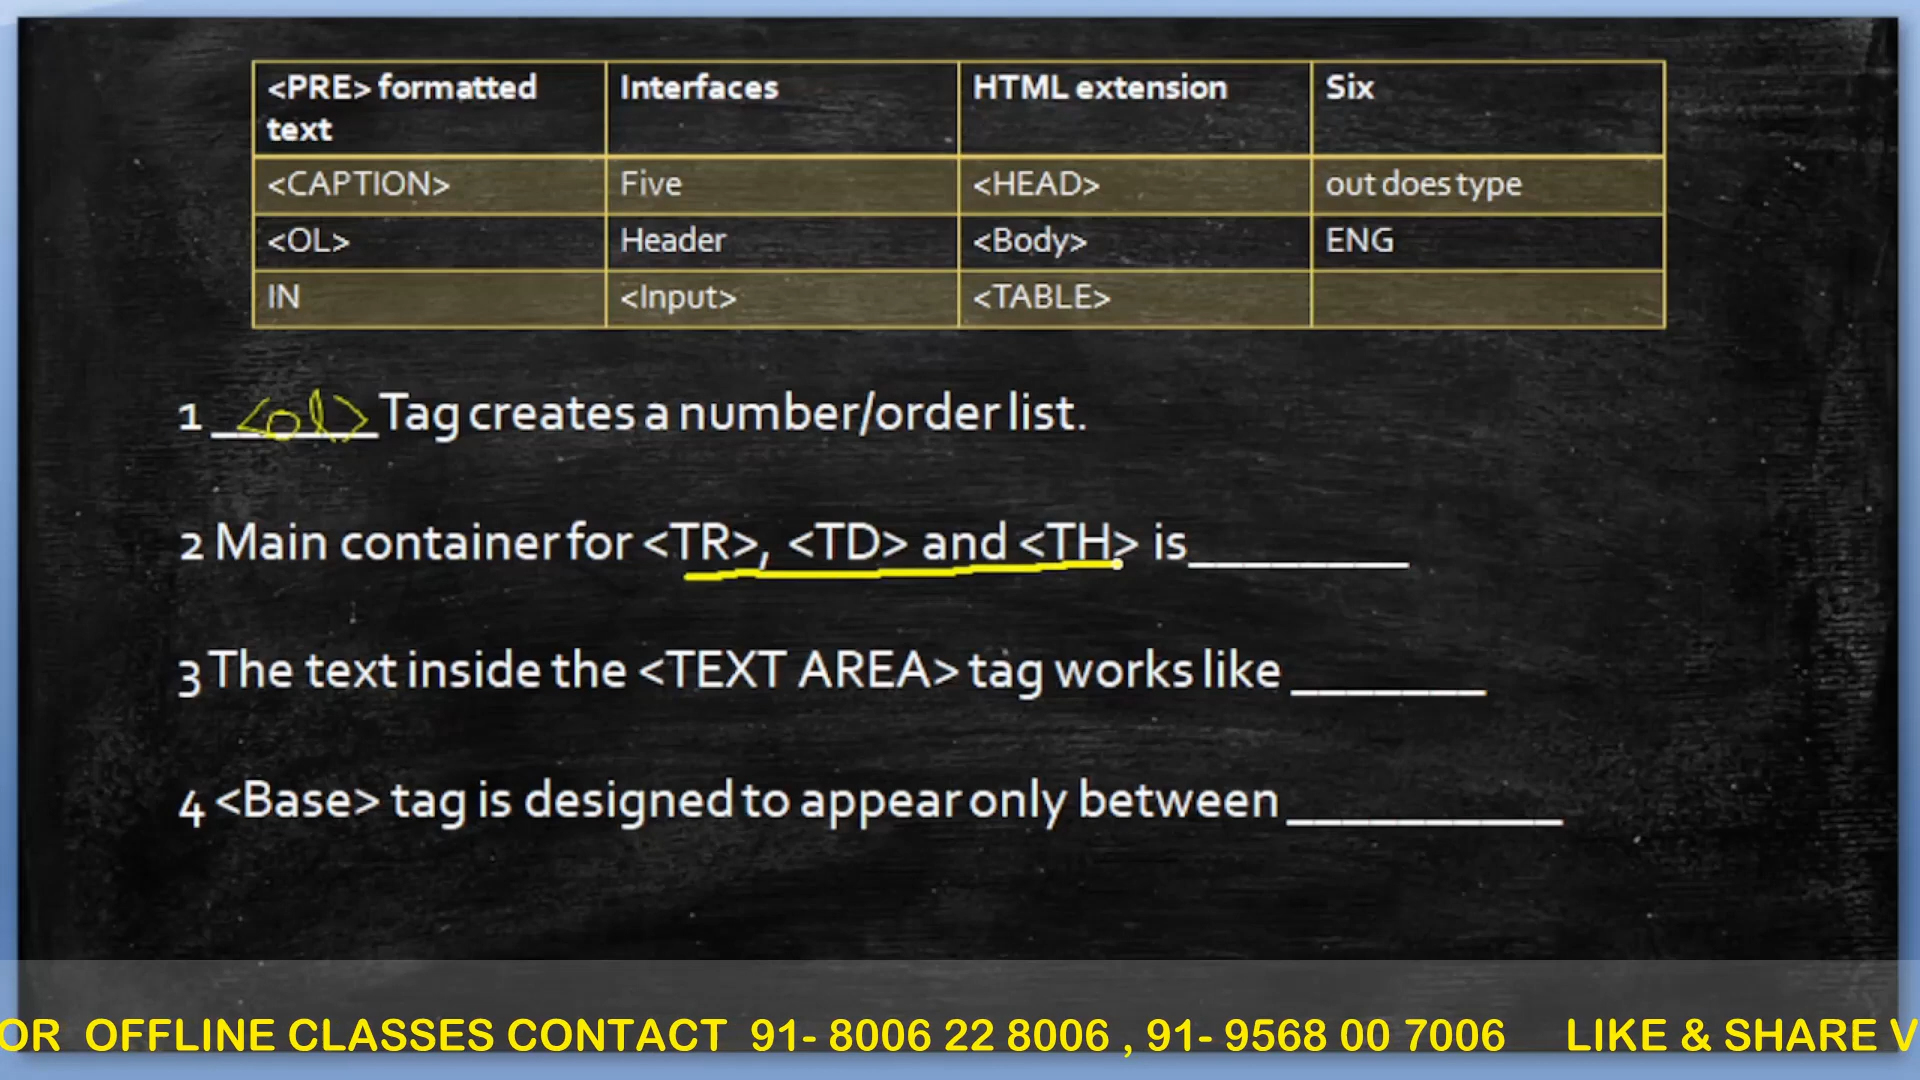 <PRE> formatted text Interfaces HTML extension Six
<CAPTION> Five <HEAD> out does type
<OL> Header <Body> ENG
IN <Input> <TABLE>
1 <ol> Tag creates a number/order list.
2 Main container for <TR>, <TD> and <TH> is_________
3 The text inside the <TEXT AREA> tag works like ________
4 <Base> tag is designed to appear only between ___________
OR OFFLINE CLASSES CONTACT 91- 8006 22 8006 , 91- 9568 00 7006 LIKE & SHARE V